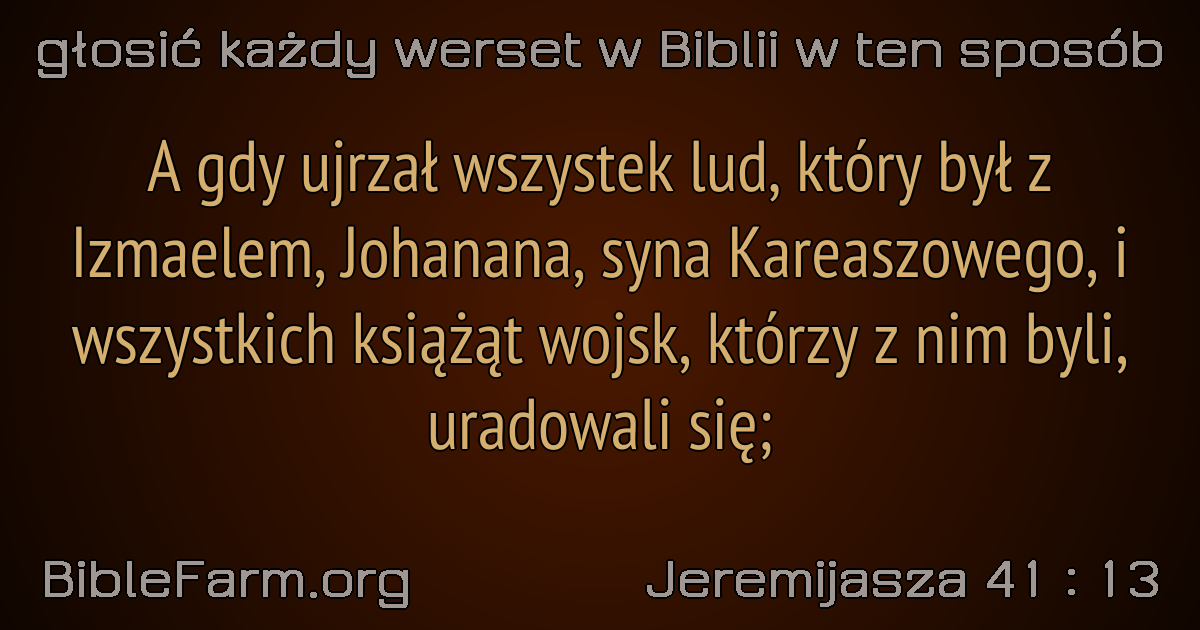 głosić każdy werset w Biblii w ten sposób
A gdy ujrzał wszystek lud, który był z
Izmaelem, Johanana, syna Kareaszowego, i
wszystkich książąt wojsk, którzy z nim byli,
uradowali się;
BibleFarm.org
Jeremijasza 41 : 13